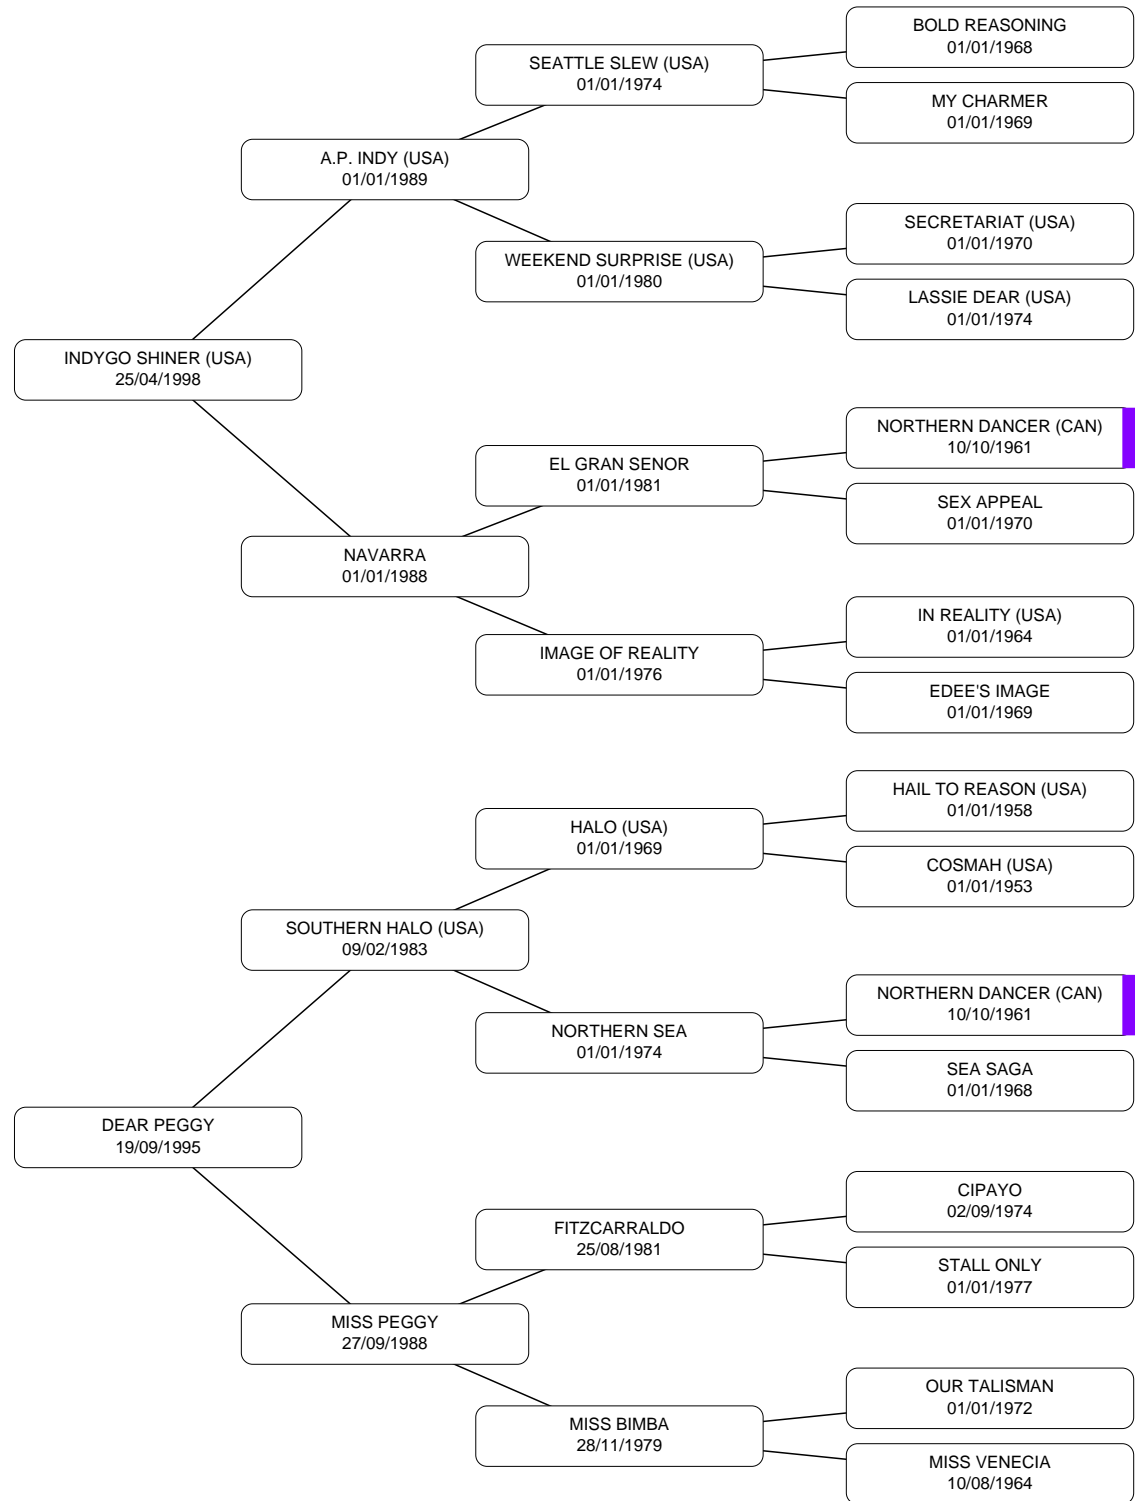 BOLD REASONING
01/01/1968
SEATTLE SLEW (USA)
01/01/1974
MY CHARMER
01/01/1969
A.P. INDY (USA)
01/01/1989
SECRETARIAT (USA)
01/01/1970
WEEKEND SURPRISE (USA)
01/01/1980
LASSIE DEAR (USA)
01/01/1974
INDYGO SHINER (USA)
25/04/1998
NORTHERN DANCER (CAN)
10/10/1961
EL GRAN SENOR
01/01/1981
SEX APPEAL
01/01/1970
NAVARRA
01/01/1988
IN REALITY (USA)
01/01/1964
IMAGE OF REALITY
01/01/1976
EDEE'S IMAGE
01/01/1969
HAIL TO REASON (USA)
01/01/1958
HALO (USA)
01/01/1969
COSMAH (USA)
01/01/1953
SOUTHERN HALO (USA)
09/02/1983
NORTHERN DANCER (CAN)
10/10/1961
NORTHERN SEA
01/01/1974
SEA SAGA
01/01/1968
DEAR PEGGY
19/09/1995
CIPAYO
02/09/1974
FITZCARRALDO
25/08/1981
STALL ONLY
01/01/1977
MISS PEGGY
27/09/1988
OUR TALISMAN
01/01/1972
MISS BIMBA
28/11/1979
MISS VENECIA
10/08/1964